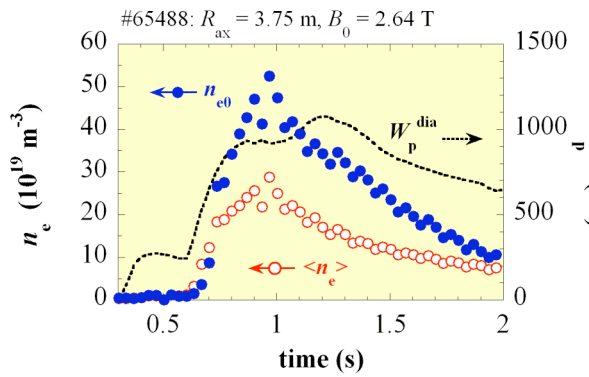 #65488: R_ax = 3.75 m, B_0 = 2.64 T
60
50
40
30
20
10
0
n_e (10^19 m^-3)
n_e0
W_p^dia
<n_e>
1500
1000
500
0
p
(
0.5
1
1.5
2
time (s)